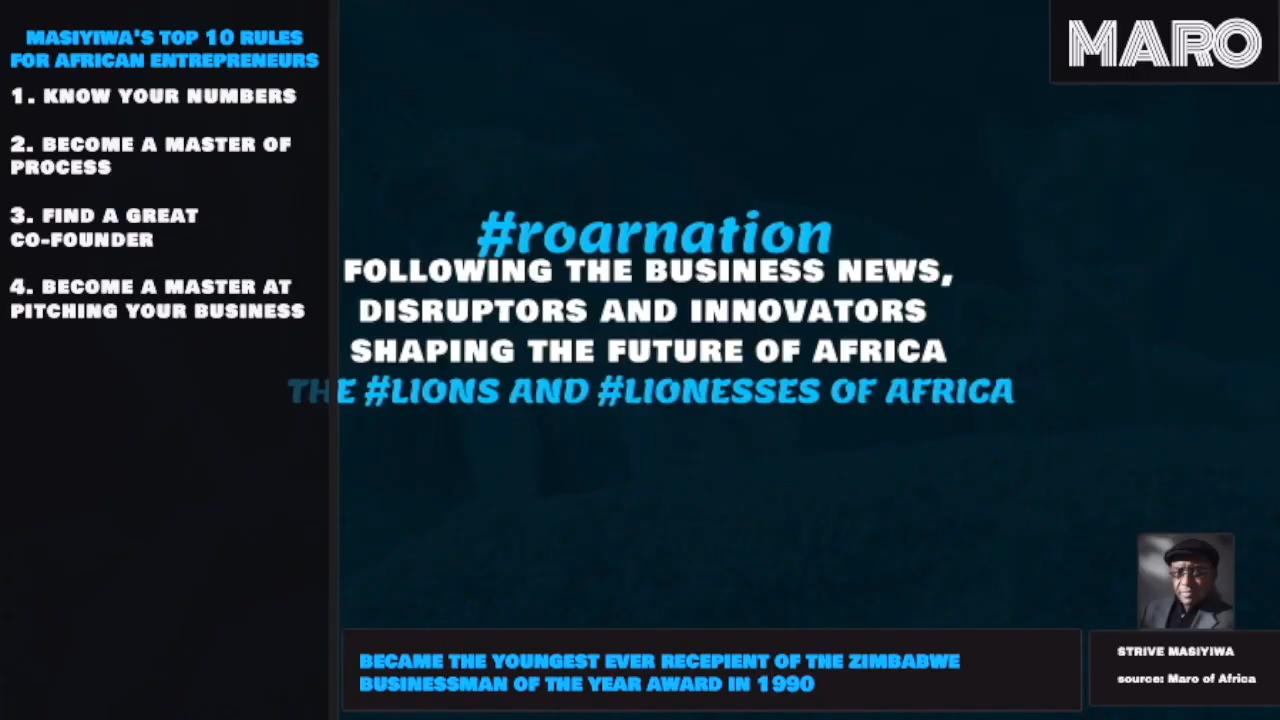 MASIYIWA'S TOP 10 RULES
FOR AFRICAN ENTREPRENEURS
1. KNOW YOUR NUMBERS
2. BECOME A MASTER OF
PROCESS
3. FIND A GREAT
CO-FOUNDER
4. BECOME A MASTER AT
PITCHING YOUR BUSINESS
MARO
#roarnation
FOLLOWING THE BUSINESS NEWS,
DISRUPTORS AND INNOVATORS
SHAPING THE FUTURE OF AFRICA
THE #LIONS AND #LIONESSES OF AFRICA
BECAME THE YOUNGEST EVER RECEPIENT OF THE ZIMBABWE
BUSINESSMAN OF THE YEAR AWARD IN 1990
STRIVE MASIYIWA
source: Maro of Africa